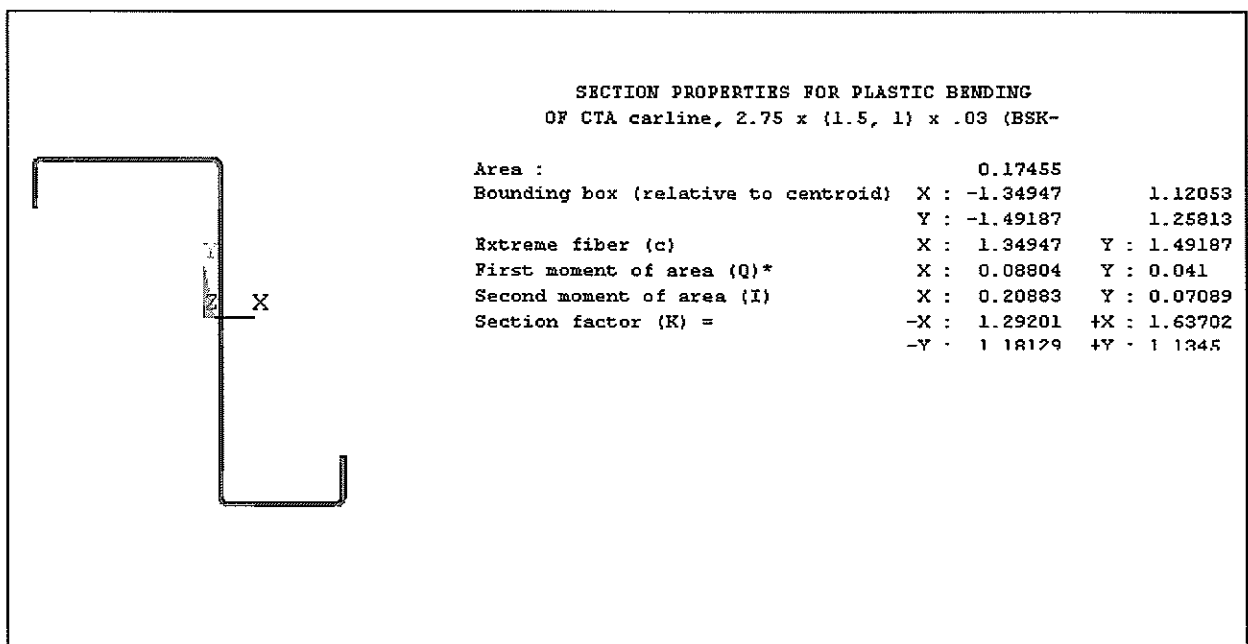 SECTION PROPERTIES FOR PLASTIC BENDING
OF CTA carline, 2.75 x (1.5, 1) x .03 (BSK-
Area : 0.17455
Bounding box (relative to centroid) X : -1.34947 1.12053
Y : -1.49187 1.25813
Extreme fiber (c) X : 1.34947 Y : 1.49187
First moment of area (Q)* X : 0.08804 Y : 0.041
Second moment of area (I) X : 0.20883 Y : 0.07089
Section factor (K) = -X : 1.29201 +X : 1.63702
-Y : 1.18129 +Y : 1.1345
Y
Z X